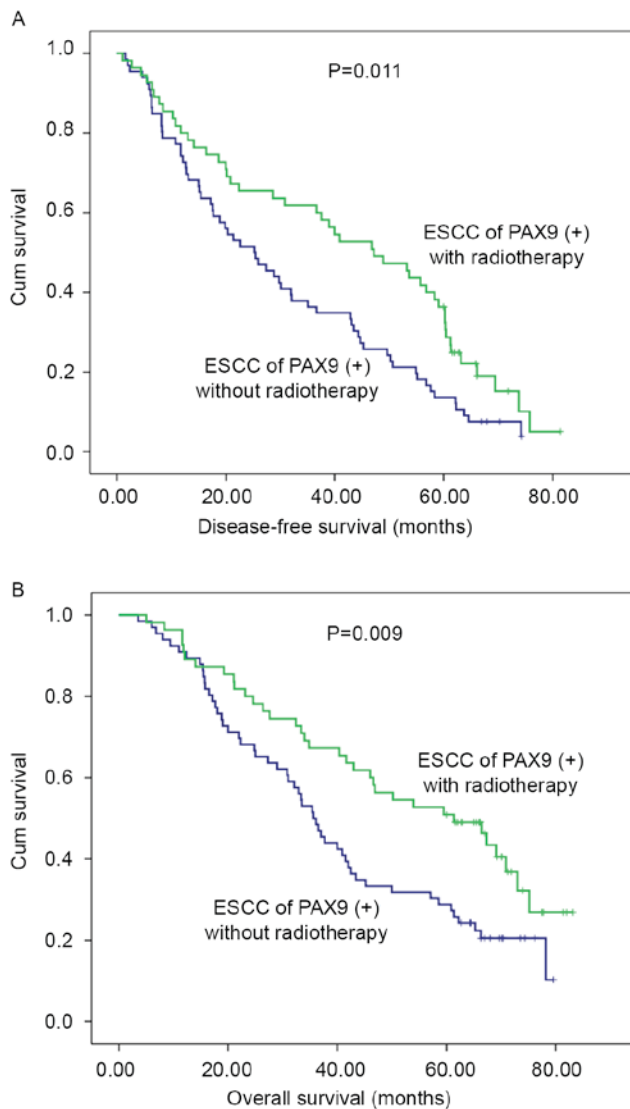 A
1.0
0.8
0.6
0.4
0.2
0.0
Cum survival
P=0.011
ESCC of PAX9 (+)
with radiotherapy
ESCC of PAX9 (+)
without radiotherapy
0.00 20.00 40.00 60.00 80.00
Disease-free survival (months)
B
1.0
0.8
0.6
0.4
0.2
0.0
Cum survival
P=0.009
ESCC of PAX9 (+)
with radiotherapy
ESCC of PAX9 (+)
without radiotherapy
0.00 20.00 40.00 60.00 80.00
Overall survival (months)